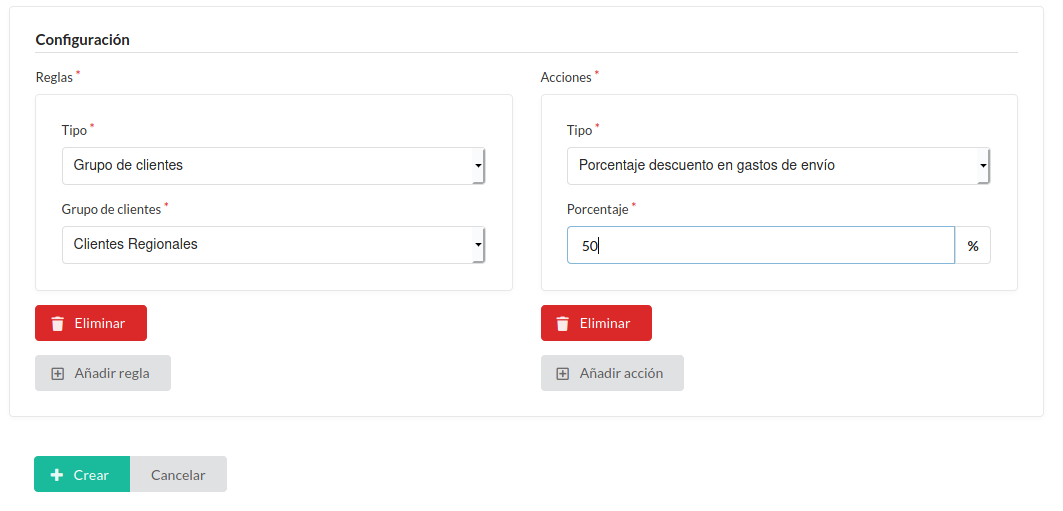 Configuración
Reglas *
Tipo *
Grupo de clientes
Grupo de clientes *
Clientes Regionales
Eliminar
Añadir regla
Acciones *
Tipo *
Porcentaje descuento en gastos de envío
Porcentaje *
50 %
Eliminar
Añadir acción
Crear
Cancelar